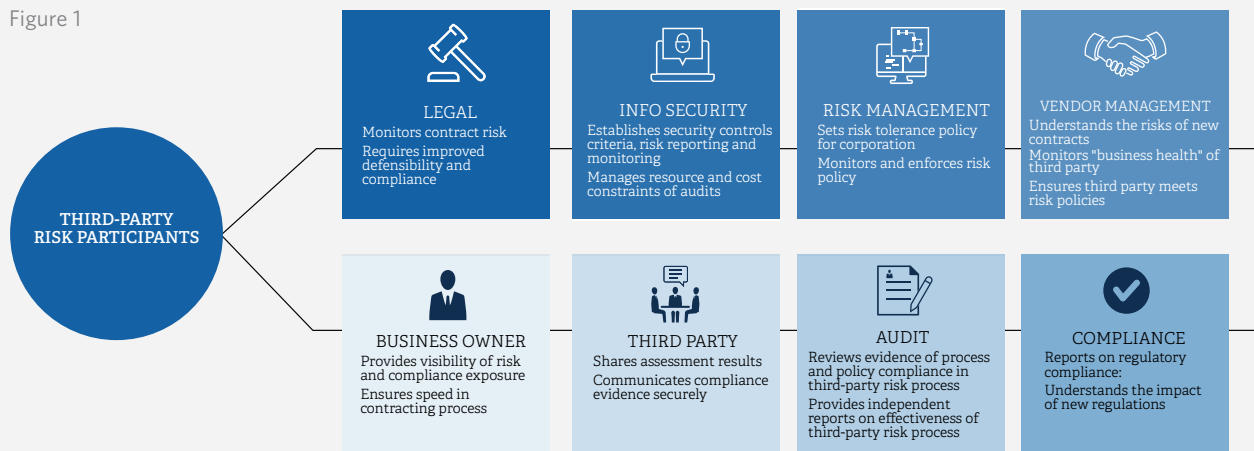 Figure 1
THIRD-PARTY
RISK PARTICIPANTS
LEGAL
Monitors contract risk
Requires improved
defensibility and
compliance
INFO SECURITY
Establishes security controls
criteria, risk reporting and
monitoring
Manages resource and cost
constraints of audits
RISK MANAGEMENT
Sets risk tolerance policy
for corporation
Monitors and enforces risk
policy
VENDOR MANAGEMENT
Understands the risks of new
contracts
Monitors "business health" of
third party
Ensures third party meets
risk policies
BUSINESS OWNER
Provides visibility of risk
and compliance exposure
Ensures speed in
contracting process
THIRD PARTY
Shares assessment results
Communicates compliance
evidence securely
AUDIT
Reviews evidence of process
and policy compliance in
third-party risk process
Provides independent
reports on effectiveness of
third-party risk process
COMPLIANCE
Reports on regulatory
compliance:
Understands the impact
of new regulations